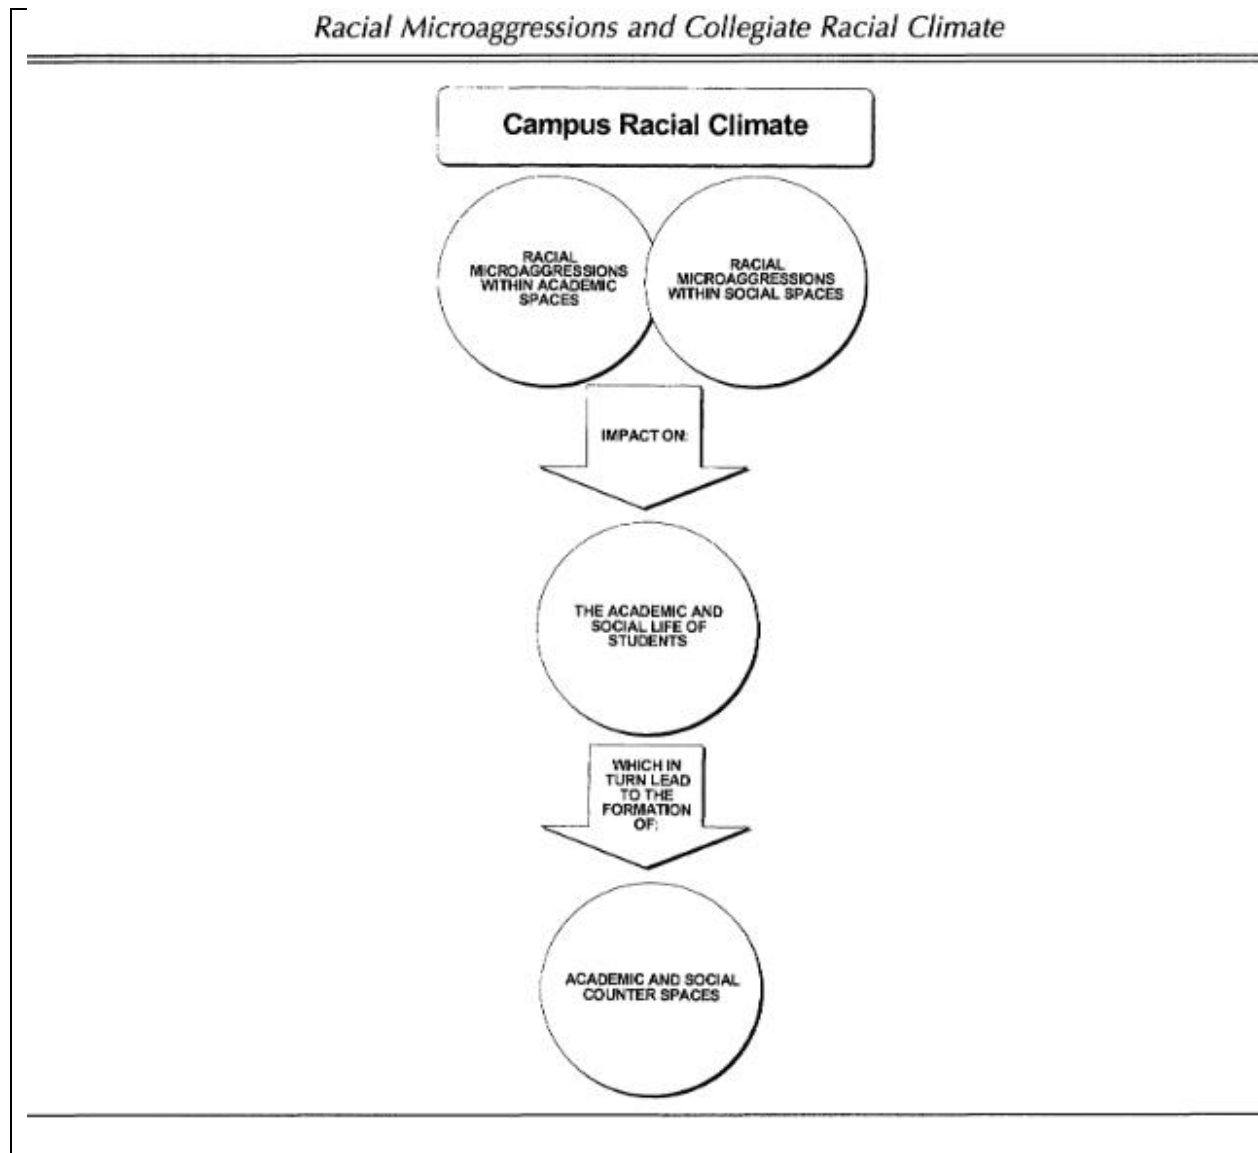 Racial Microaggressions and Collegiate Racial Climate
Campus Racial Climate
RACIAL
MICROAGGRESSIONS
WITHIN ACADEMIC
SPACES
RACIAL
MICROAGGRESSIONS
WITHIN SOCIAL SPACES
IMPACT ON:
THE ACADEMIC AND
SOCIAL LIFE OF
STUDENTS
WHICH IN
TURN LEAD
TO THE
FORMATION
OF:
ACADEMIC AND SOCIAL
COUNTER SPACES